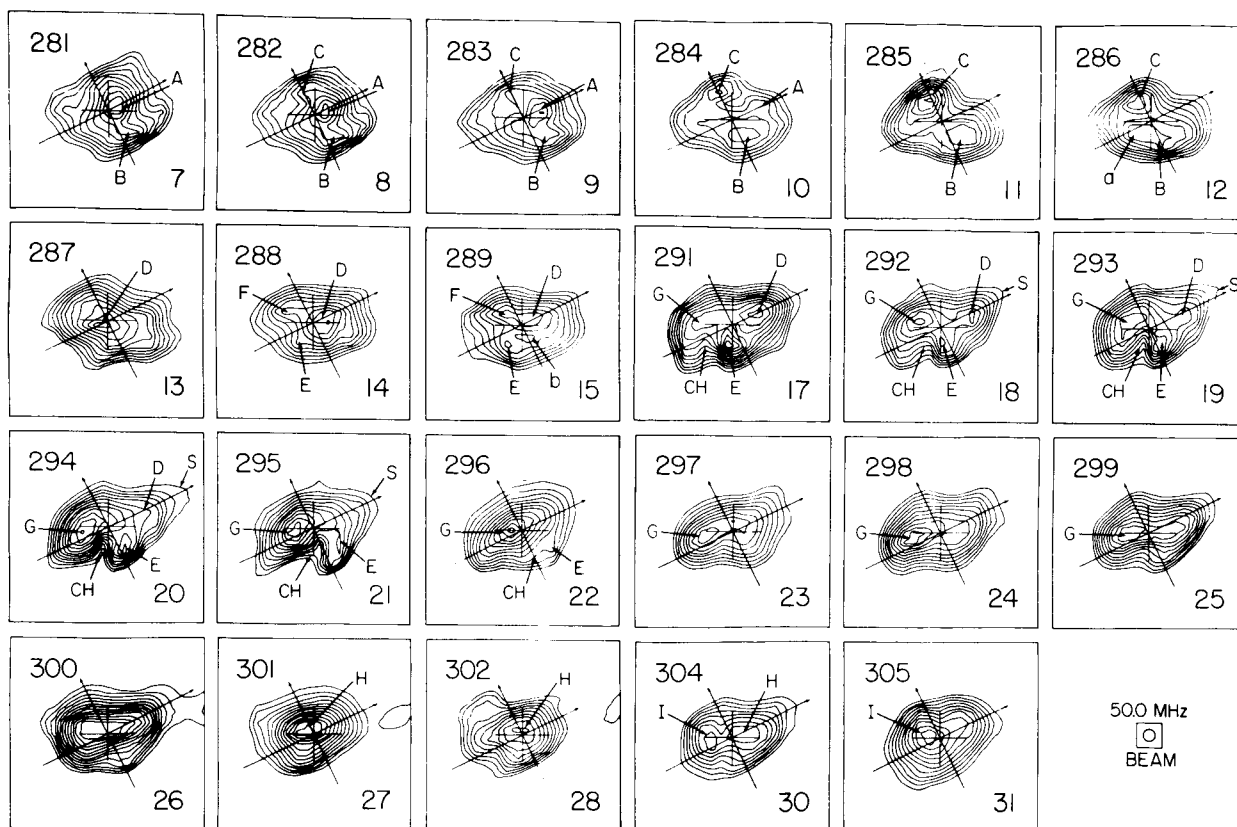 281 C A B 7
282 C A B 8
283 C A B 9
284 C A B 10
285 C B 11
286 C a B 12
287 D 13
288 F D E 14
289 F D E b 15
291 G D CH E 17
292 G D S CH E 18
293 G D S CH E 19
294 G D S CH E 20
295 G S CH E 21
296 G CH E 22
297 G 23
298 G 24
299 G 25
300 26
301 H 27
302 H 28
304 I H 30
305 I 31
50.0 MHz
BEAM